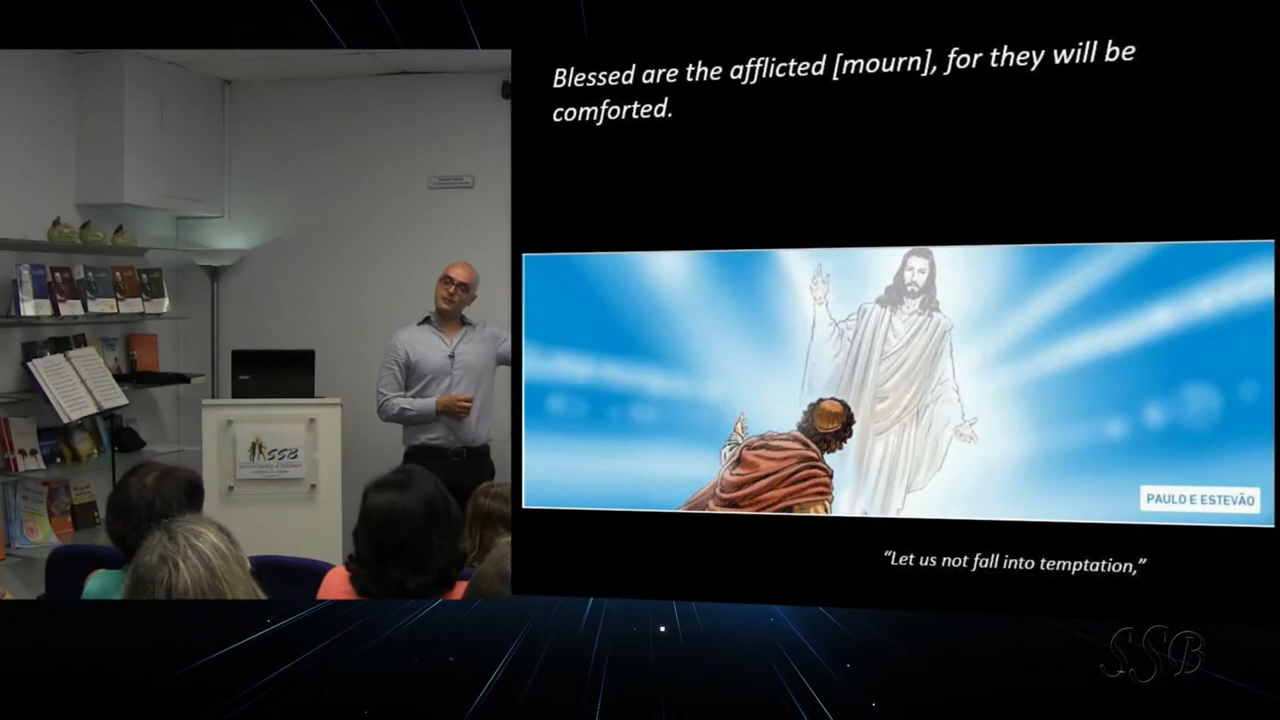 Blessed are the afflicted [mourn], for they will be
comforted.
PAULO E ESTEVÃO
“Let us not fall into temptation,”
SSB
SSB